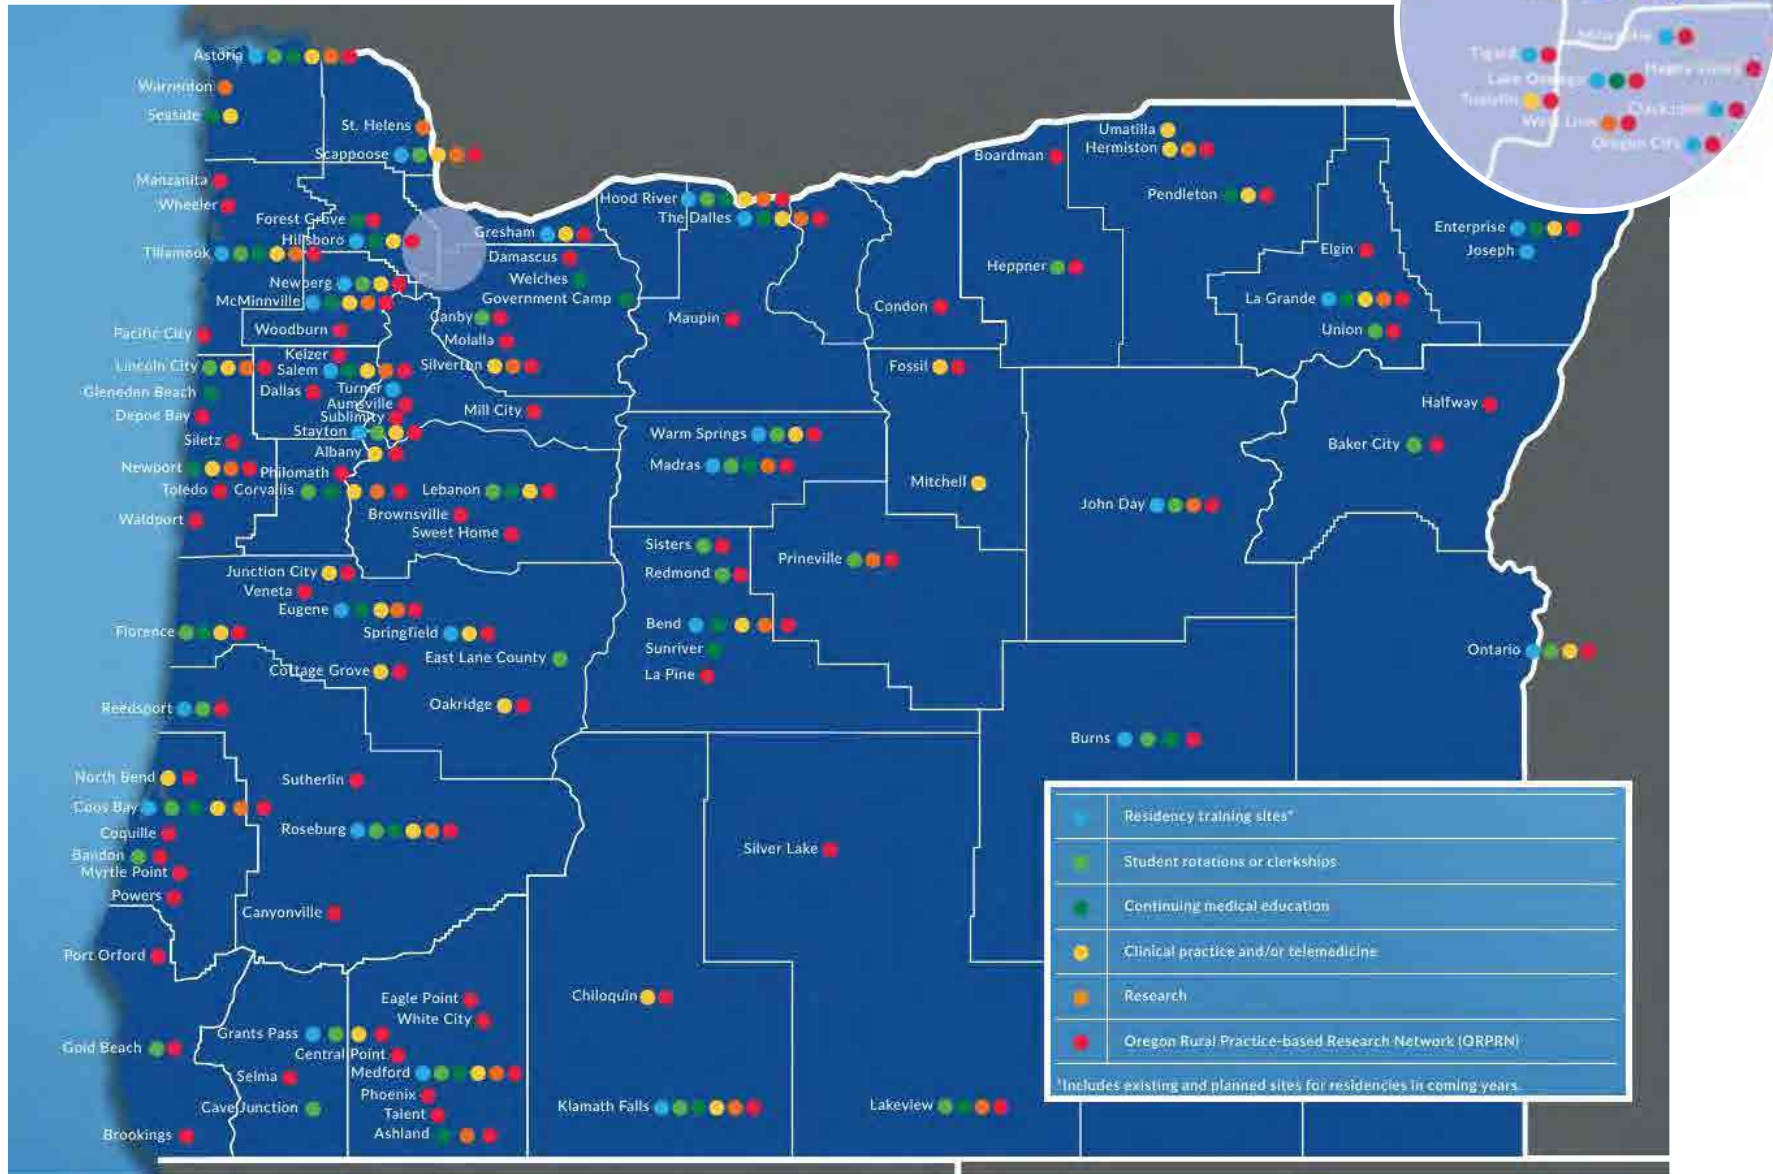 Astoria
Warrenton
Seaside
St. Helens
Scappoose
Manzanita
Wheeler
Forest Grove
Hillsboro
Tillamook
Newberg
McMinnville
Pacific City
Woodburn
Keizer
Lincoln City
Salem
Gleneden Beach
Dallas
Turner
Aumsville
Depoe Bay
Sublimity
Stayton
Siletz
Albany
Newport
Philomath
Toledo
Corvallis
Waldport
Gresham
Damascus
Welches
Government Camp
Canby
Molalla
Silverton
Mill City
Lebanon
Brownsville
Sweet Home
Hood River
The Dalles
Maupin
Warm Springs
Madras
Boardman
Umatilla
Hermiston
Pendleton
Heppner
Condon
Fossil
Mitchell
Enterprise
Joseph
Elgin
La Grande
Union
Halfway
Baker City
John Day
Tigard
Milwaukie
Lake Oswego
Happy Valley
Tualatin
Clackamas
West Linn
Oregon City
Junction City
Veneta
Eugene
Florence
Springfield
East Lane County
Cottage Grove
Oakridge
Reedsport
Sisters
Redmond
Prineville
Bend
Sunriver
La Pine
Ontario
Burns
North Bend
Sutherlin
Coos Bay
Roseburg
Coquille
Bandon
Myrtle Point
Powers
Canyonville
Port Orford
Silver Lake
Chiloquin
Eagle Point
White City
Grants Pass
Gold Beach
Central Point
Medford
Selma
Phoenix
Cave Junction
Talent
Ashland
Brookings
Klamath Falls
Lakeview
Residency training sites*
Student rotations or clerkships
Continuing medical education
Clinical practice and/or telemedicine
Research
Oregon Rural Practice-based Research Network (ORPRN)
*Includes existing and planned sites for residencies in coming years.